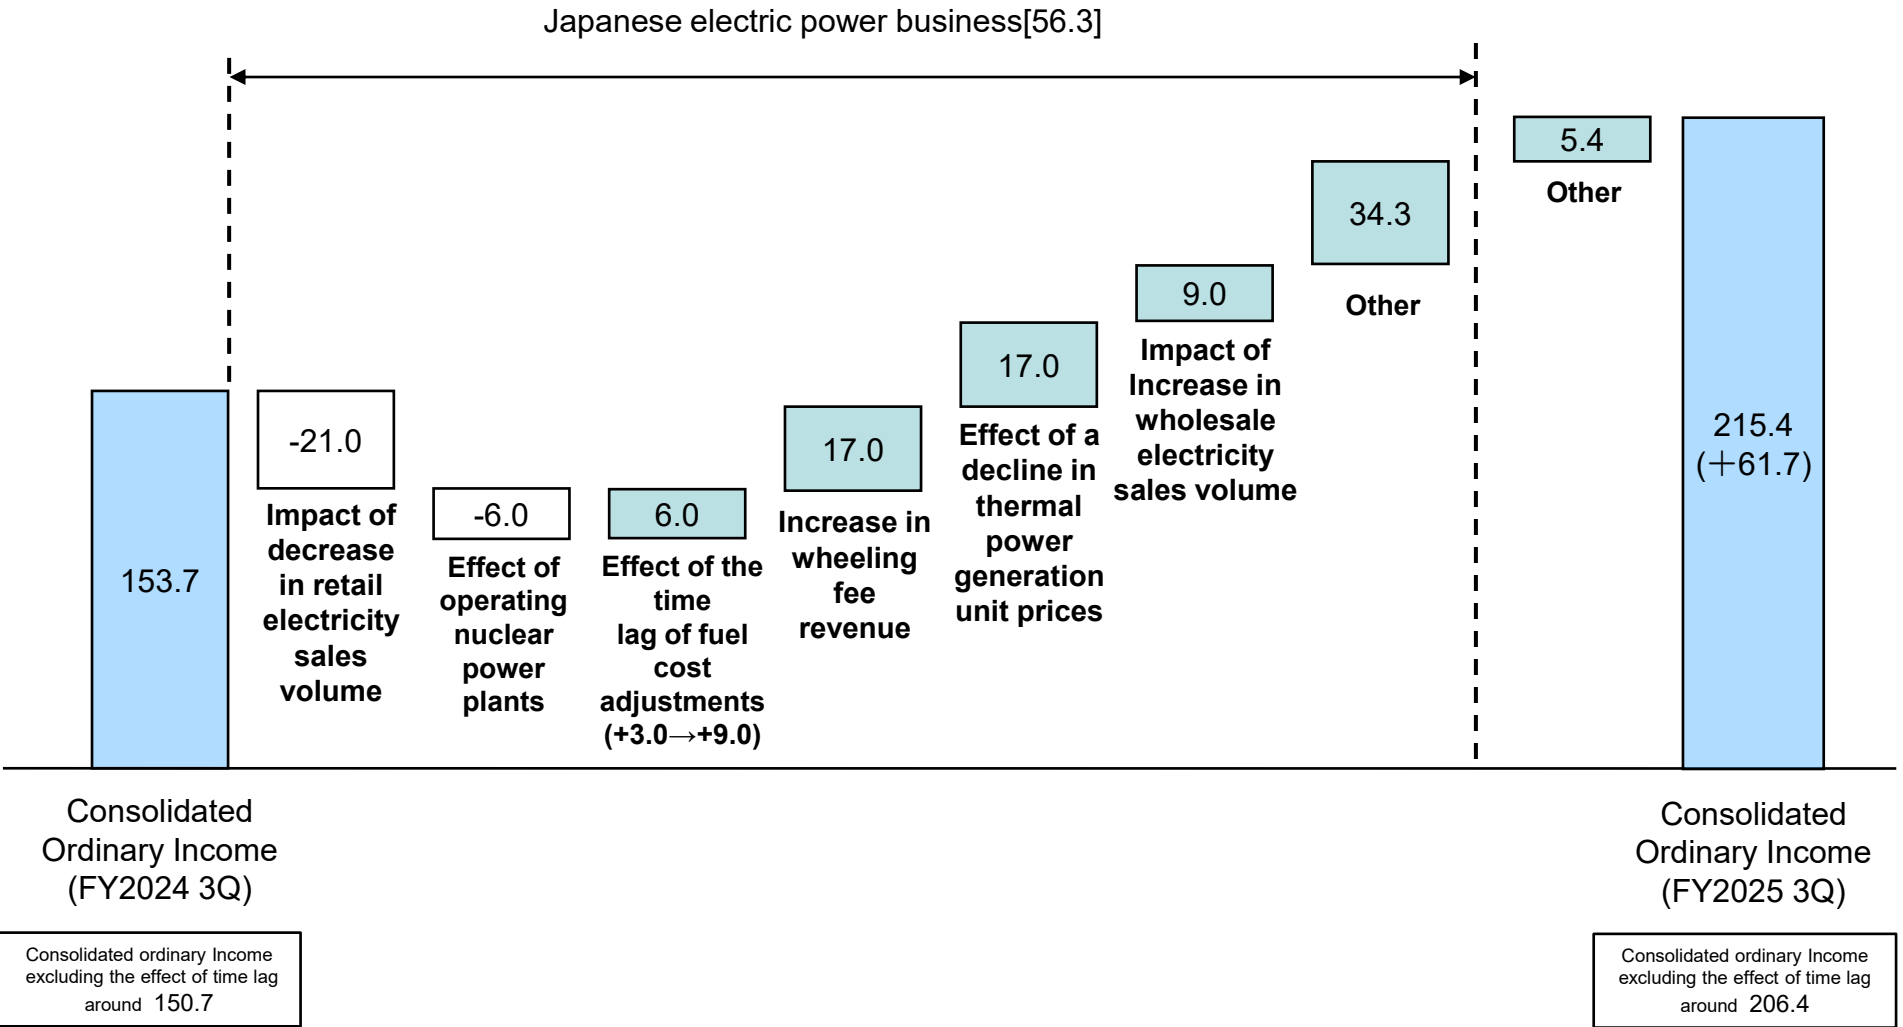 Japanese electric power business[56.3]
153.7
-21.0
Impact of
decrease
in retail
electricity
sales
volume
-6.0
Effect of
operating
nuclear
power
plants
6.0
Effect of the
time
lag of fuel
cost
adjustments
(+3.0→+9.0)
17.0
Increase in
wheeling
fee
revenue
17.0
Effect of a
decline in
thermal
power
generation
unit prices
9.0
Impact of
Increase in
wholesale
electricity
sales volume
34.3
Other
5.4
Other
215.4
(＋61.7)
Consolidated
Ordinary Income
(FY2024 3Q)
Consolidated
Ordinary Income
(FY2025 3Q)
Consolidated ordinary Income
excluding the effect of time lag
around 150.7
Consolidated ordinary Income
excluding the effect of time lag
around 206.4